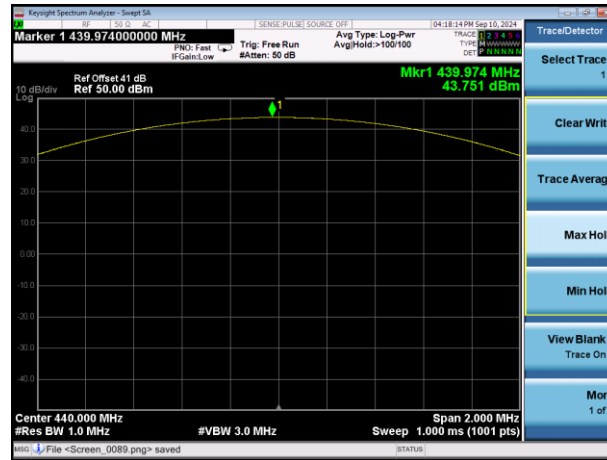 Keysight Spectrum Analyzer - Swept SA
LXI RF 50 Ω AC SENSE:PULSE SOURCE OFF 04:18:14 PM Sep 10, 2024
Marker 1 439.974000000 MHz
PNO: Fast
IFGain:Low
Trig: Free Run
#Atten: 50 dB
Avg Type: Log-Pwr
Avg|Hold:>100/100
TRACE 1 2 3 4 5 6
TYPE M WWWWW
DET P NNNNN
Mkr1 439.974 MHz
43.751 dBm
Ref Offset 41 dB
10 dB/div Ref 50.00 dBm
Log
1
40.0
30.0
20.0
10.0
0.00
-10.0
-20.0
-30.0
-40.0
Center 440.000 MHz Span 2.000 MHz
#Res BW 1.0 MHz #VBW 3.0 MHz Sweep 1.000 ms (1001 pts)
MSG File <Screen_0089.png> saved STATUS
Trace/Detector
Select Trace
1
Clear Writ
Trace Averag
Max Hol
Min Hol
View Blank
Trace On
Mor
1 of